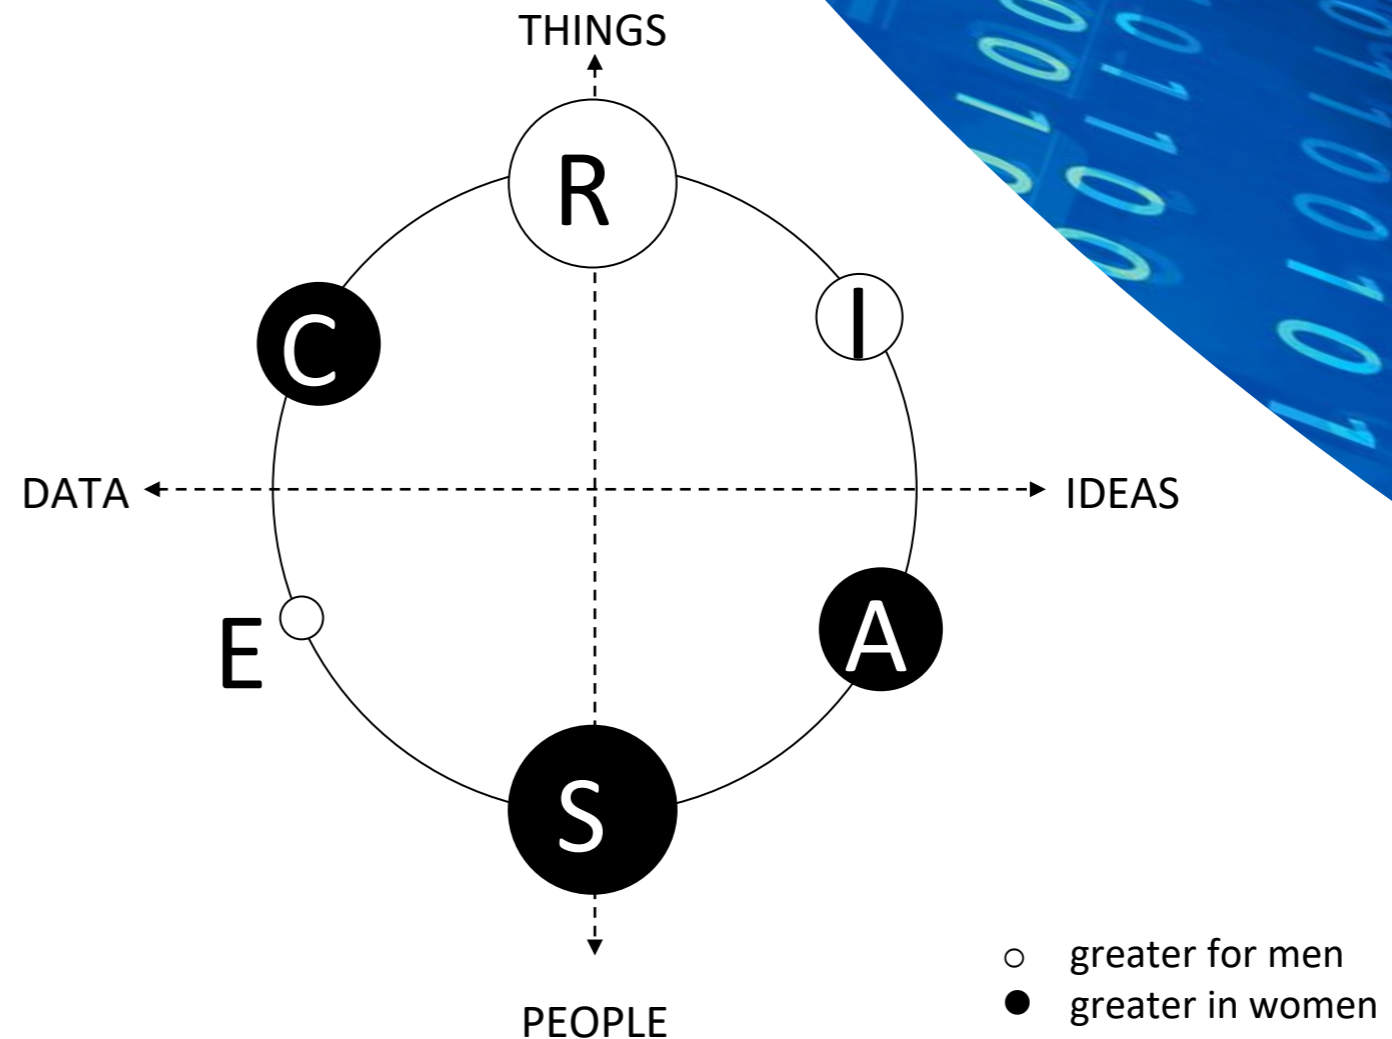 THINGS
R
I
C
DATA
IDEAS
E
A
S
PEOPLE
greater for men
greater in women